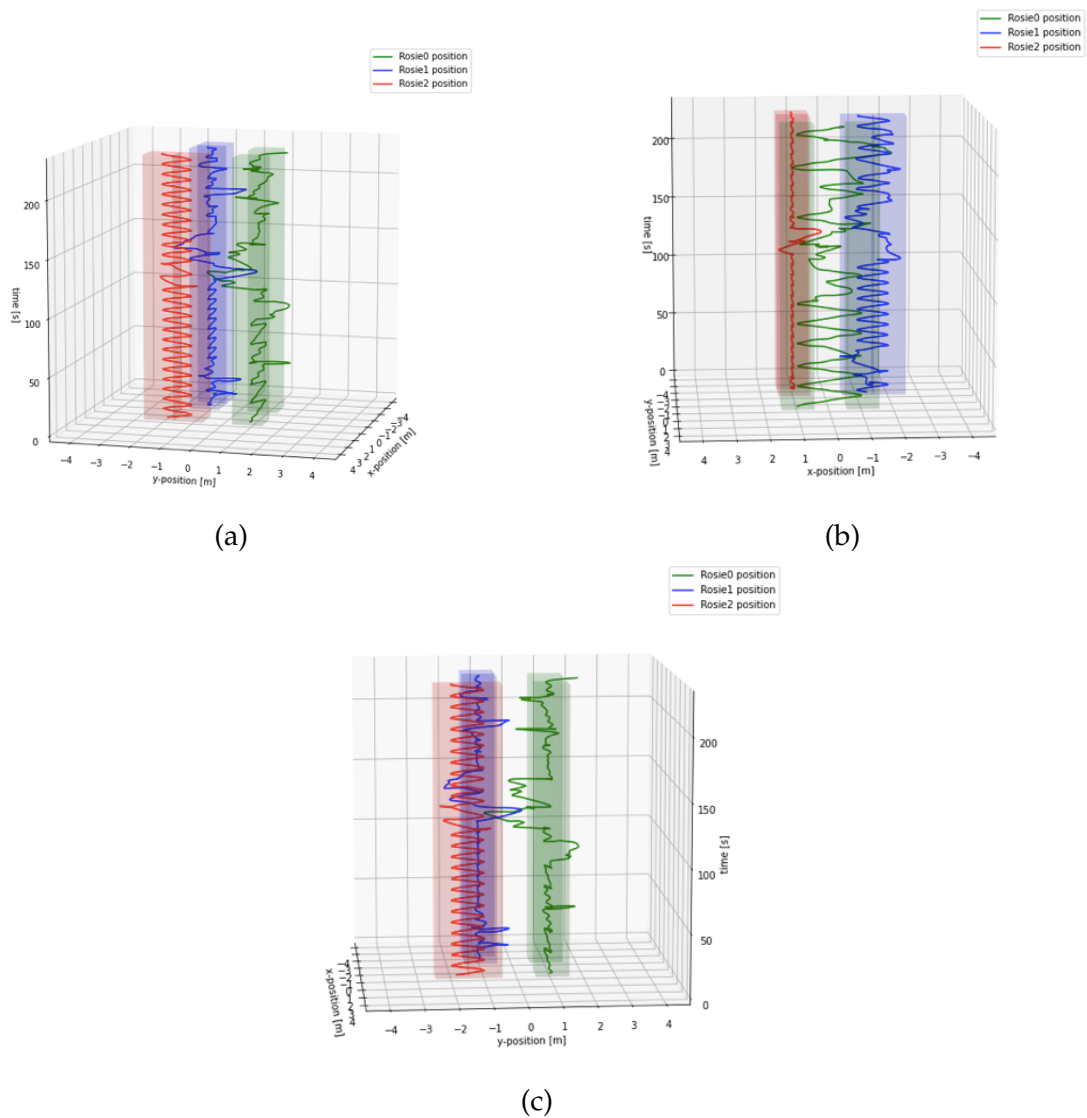 Rosie0 position
Rosie1 position
Rosie2 position
200
150
100
50
0
time [s]
-4
-3
-2
-1
0
1
2
3
4
y-position [m]
x-position [m]
(a)
Rosie0 position
Rosie1 position
Rosie2 position
200
150
100
50
0
time [s]
y-position [m]
4
3
2
1
0
-1
-2
-3
-4
x-position [m]
(b)
Rosie0 position
Rosie1 position
Rosie2 position
200
150
100
50
0
time [s]
x-position [m]
-4
-3
-2
-1
0
1
2
3
4
y-position [m]
(c)